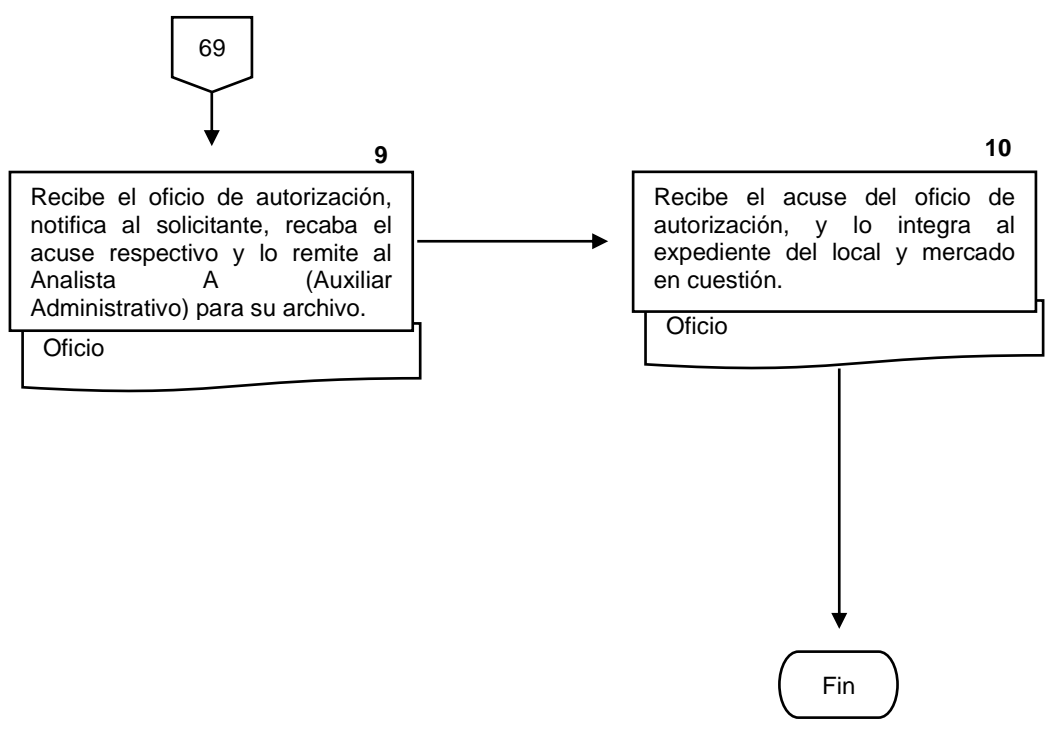 69
9
Recibe el oficio de autorización,
notifica al solicitante, recaba el
acuse respectivo y lo remite al
Analista A (Auxiliar
Administrativo) para su archivo.
Oficio
10
Recibe el acuse del oficio de
autorización, y lo integra al
expediente del local y mercado
en cuestión.
Oficio
Fin